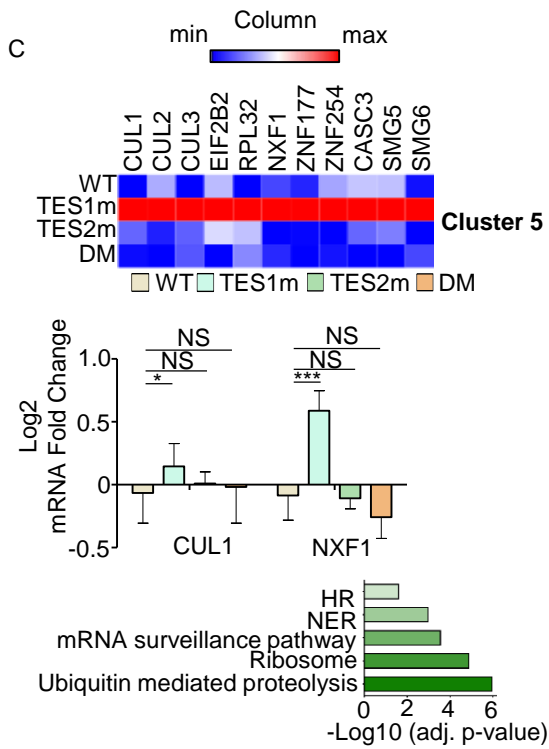 C
Column
min max
CUL1 CUL2 CUL3 EIF2B2 RPL32 NXF1 ZNF177 ZNF254 CASC3 SMG5 SMG6
WT
TES1m
TES2m
DM
Cluster 5
WT TES1m TES2m DM
NS NS
NS NS
* ***
Log2
mRNA Fold Change
1.0
0.5
0
-0.5
CUL1 NXF1
HR
NER
mRNA surveillance pathway
Ribosome
Ubiquitin mediated proteolysis
0 2 4 6
-Log10 (adj. p-value)